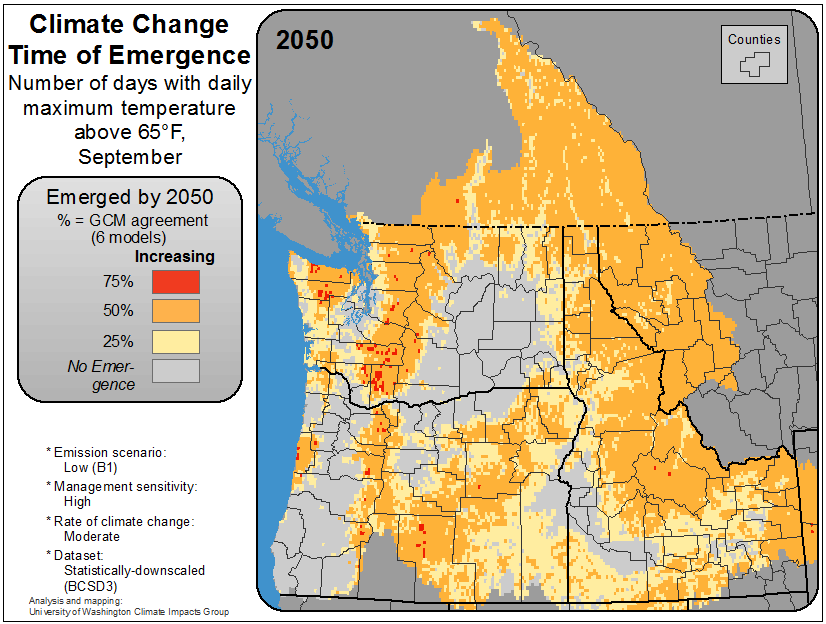 Climate Change
Time of Emergence
Number of days with daily
maximum temperature
above 65°F,
September
Emerged by 2050
% = GCM agreement
(6 models)
Increasing
75%
50%
25%
No Emer-
gence
* Emission scenario:
Low (B1)
* Management sensitivity:
High
* Rate of climate change:
Moderate
* Dataset:
Statistically-downscaled
(BCSD3)
Analysis and mapping:
University of Washington Climate Impacts Group
2050
Counties